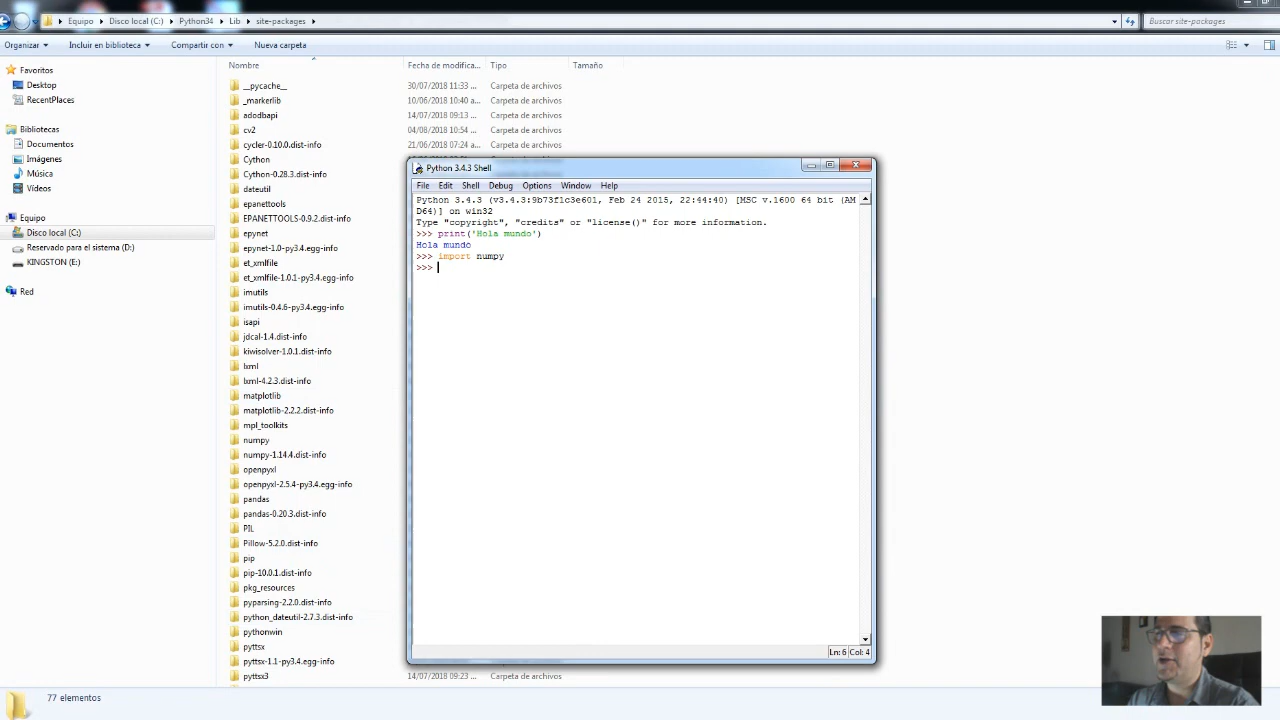 Equipo ▸ Disco local (C:) ▸ Python34 ▸ Lib ▸ site-packages ▸
Buscar site-packages
Organizar
Incluir en biblioteca
Compartir con
Nueva carpeta
Favoritos
Desktop
RecentPlaces
Bibliotecas
Documentos
Imágenes
Música
Vídeos
Equipo
Disco local (C:)
Reservado para el sistema (D:)
KINGSTON (E:)
Red
Nombre Fecha de modifica... Tipo Tamaño
__pycache__ 30/07/2018 11:33 ... Carpeta de archivos
_markerlib 10/06/2018 10:40 a... Carpeta de archivos
adodbapi 14/07/2018 09:13 ... Carpeta de archivos
cv2 04/08/2018 10:54 ... Carpeta de archivos
cycler-0.10.0.dist-info 21/06/2018 07:24 a... Carpeta de archivos
Cython
Cython-0.28.3.dist-info
dateutil
epanettools
EPANETTOOLS-0.9.2.dist-info
epynet
epynet-1.0-py3.4.egg-info
et_xmlfile
et_xmlfile-1.0.1-py3.4.egg-info
imutils
imutils-0.4.6-py3.4.egg-info
isapi
jdcal-1.4.dist-info
kiwisolver-1.0.1.dist-info
lxml
lxml-4.2.3.dist-info
matplotlib
matplotlib-2.2.2.dist-info
mpl_toolkits
numpy
numpy-1.14.4.dist-info
openpyxl
openpyxl-2.5.4-py3.4.egg-info
pandas
pandas-0.20.3.dist-info
PIL
Pillow-5.2.0.dist-info
pip
pip-10.0.1.dist-info
pkg_resources
pyparsing-2.2.0.dist-info
python_dateutil-2.7.3.dist-info
pythonwin
pyttsx
pyttsx-1.1-py3.4.egg-info
pyttsx3 14/07/2018 09:23 ... Carpeta de archivos
77 elementos
Python 3.4.3 Shell
File Edit Shell Debug Options Window Help
Python 3.4.3 (v3.4.3:9b73f1c3e601, Feb 24 2015, 22:44:40) [MSC v.1600 64 bit (AM
D64)] on win32
Type "copyright", "credits" or "license()" for more information.
>>> print('Hola mundo')
Hola mundo
>>> import numpy
>>>
Ln: 6 Col: 4